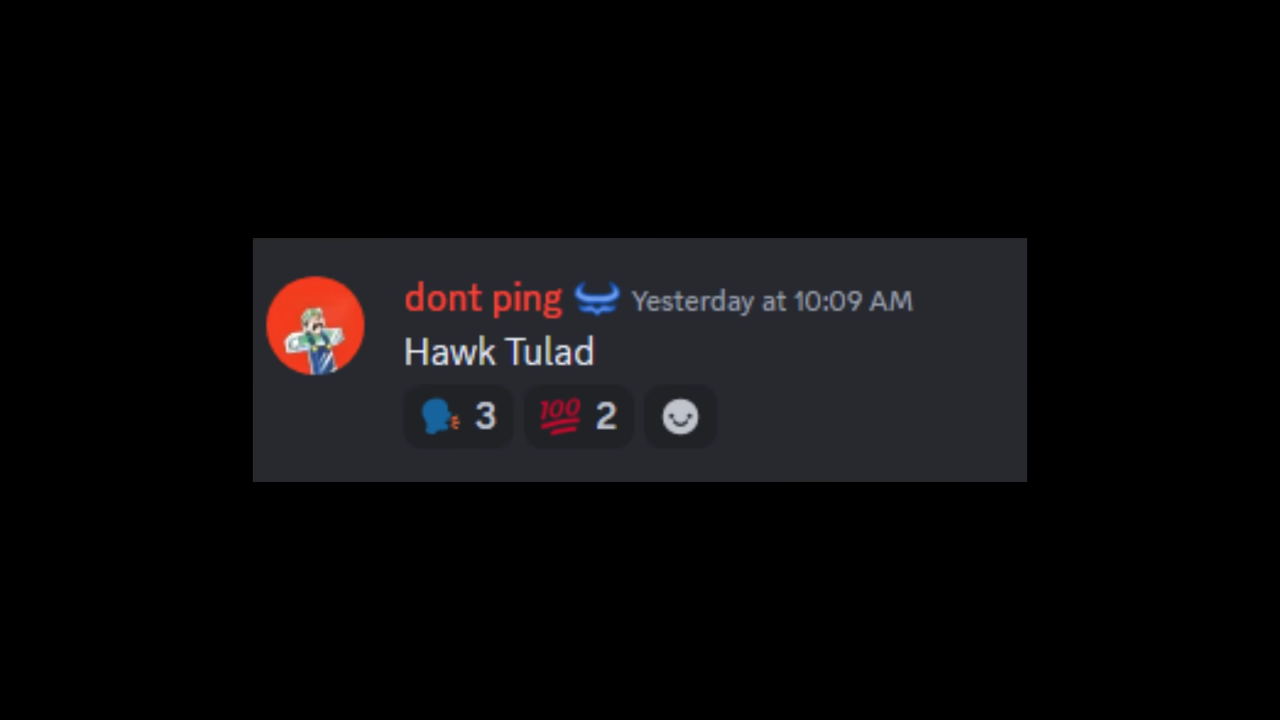 dont ping Yesterday at 10:09 AM
Hawk Tulad
🗣️ 3 💯 2